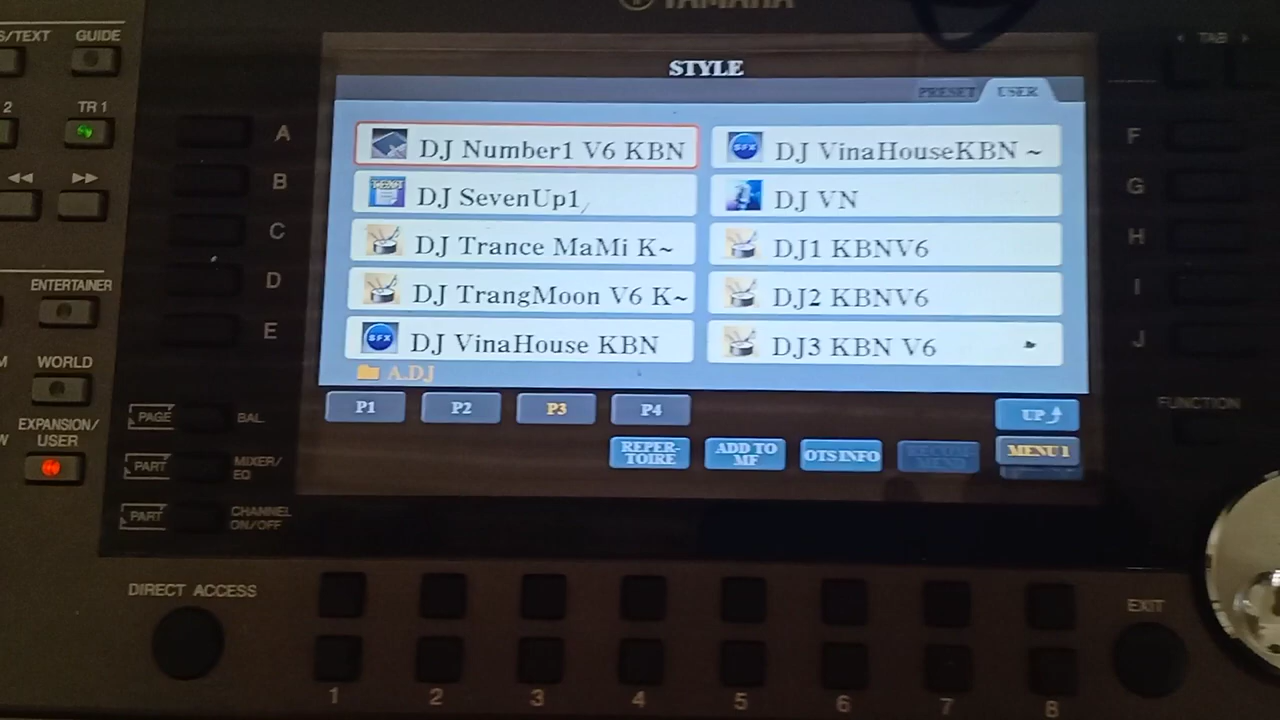 YAMAHA
S/TEXT GUIDE
TAB
STYLE
PRESET USER
2 TR 1
A DJ Number1 V6 KBN DJ VinaHouseKBN ~ F
B DJ SevenUp1 DJ VN G
C DJ Trance MaMi K~ DJ1 KBNV6 H
D DJ TrangMoon V6 K~ DJ2 KBNV6 I
E DJ VinaHouse KBN DJ3 KBN V6 J
A.DJ
ENTERTAINER
WORLD
EXPANSION/
USER
PAGE BAL.
PART MIXER/
EQ
PART CHANNEL
ON/OFF
P1 P2 P3 P4 UP
REPER-
TOIRE
ADD TO
MF
OTS INFO
MENU 1
FUNCTION
DIRECT ACCESS
EXIT
1 2 3 4 5 6 7 8